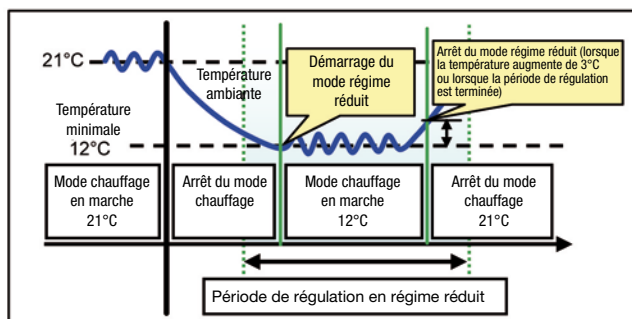 21°C
Température
ambiante
Démarrage du
mode régime
réduit
Arrêt du mode régime réduit (lorsque
la température augmente de 3°C
ou lorsque la période de régulation
est terminée)
Température
minimale
12°C
Mode chauffage
en marche
21°C
Arrêt du mode
chauffage
Mode chauffage
en marche
12°C
Arrêt du mode
chauffage
21°C
Période de régulation en régime réduit